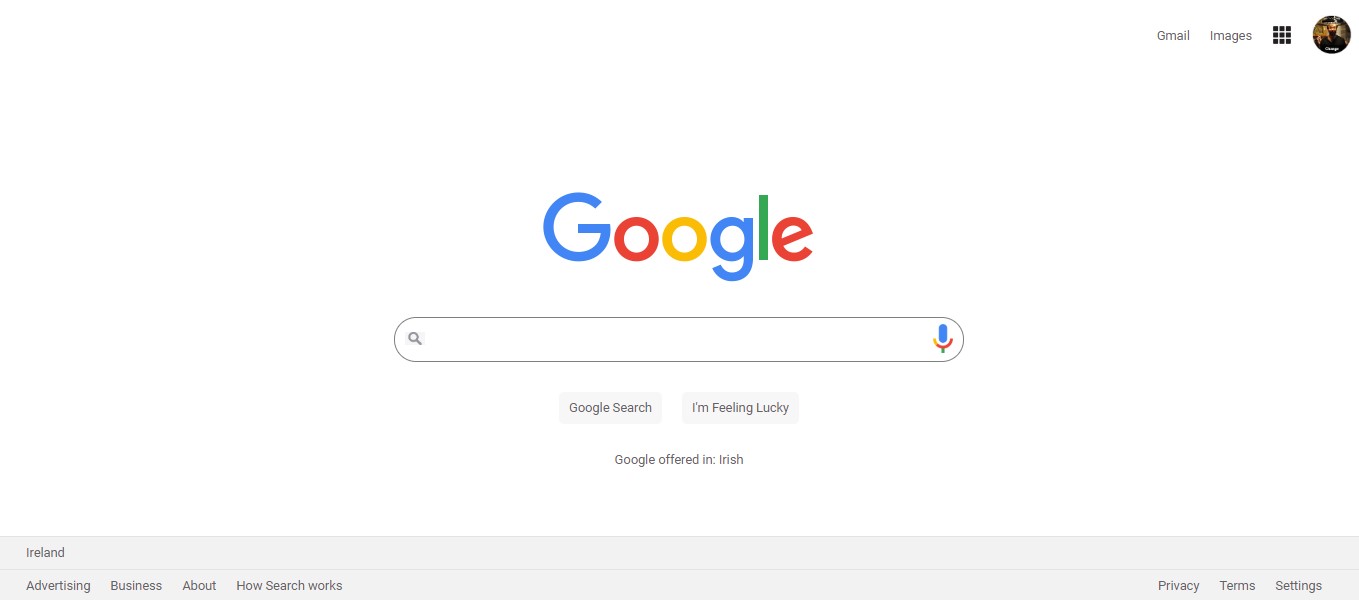 Gmail Images
Google
Google Search I'm Feeling Lucky
Google offered in: Irish
Ireland
Advertising Business About How Search works Privacy Terms Settings